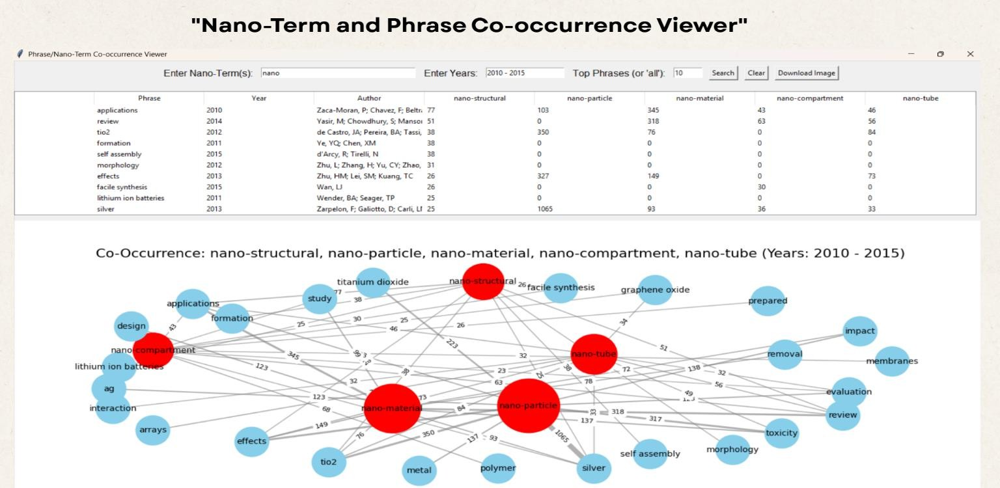 "Nano-Term and Phrase Co-occurrence Viewer"
Phrase/Nano-Term Co-occurrence Viewer
Enter Nano-Term(s): nano Enter Years: 2010 - 2015 Top Phrases (or 'all'): 10 Search Clear Download Image
Phrase Year Author nano-structural nano-particle nano-material nano-compartment nano-tube
applications 2010 Zaca-Moran, P; Chavez, F; Beltr 77 103 345 43 46
review 2014 Yasir, M; Chowdhury, S; Manso 51 0 318 63 56
tio2 2012 de Castro, JA; Pereira, BA; Tassi, 38 350 76 0 84
formation 2011 Ye, YQ; Chen, XM 38 0 0 0 0
self assembly 2015 d'Arcy, R; Tirelli, N 38 0 0 0 0
morphology 2012 Zhu, L; Zhang, H; Yu, CY; Zhao, 31 0 0 0 0
effects 2013 Zhu, HM; Lei, SM; Kuang, TC 26 327 149 0 73
facile synthesis 2015 Wan, LJ 26 0 0 30 0
lithium ion batteries 2011 Wender, BA; Seager, TP 25 0 0 0 0
silver 2013 Zarpelon, F; Galiotto, D; Carli, L 25 1065 93 36 33
Co-Occurrence: nano-structural, nano-particle, nano-material, nano-compartment, nano-tube (Years: 2010 - 2015)
titanium dioxide
nano-structural
26
facile synthesis
graphene oxide
77
study
38
applications
prepared
formation
design
43
25
30
25
46
26
34
impact
223
51
nano-compartment
345
32
nano-tube
removal
membranes
lithium ion batteries
123
38
23
25
38
72
138
32
ag
32
63
78
56
evaluation
123
73
49
interaction
68
nano-material
84
nano-particle
33
318
review
arrays
149
350
137
317
toxicity
effects
76
137
93
1065
self assembly
morphology
tio2
metal
polymer
silver